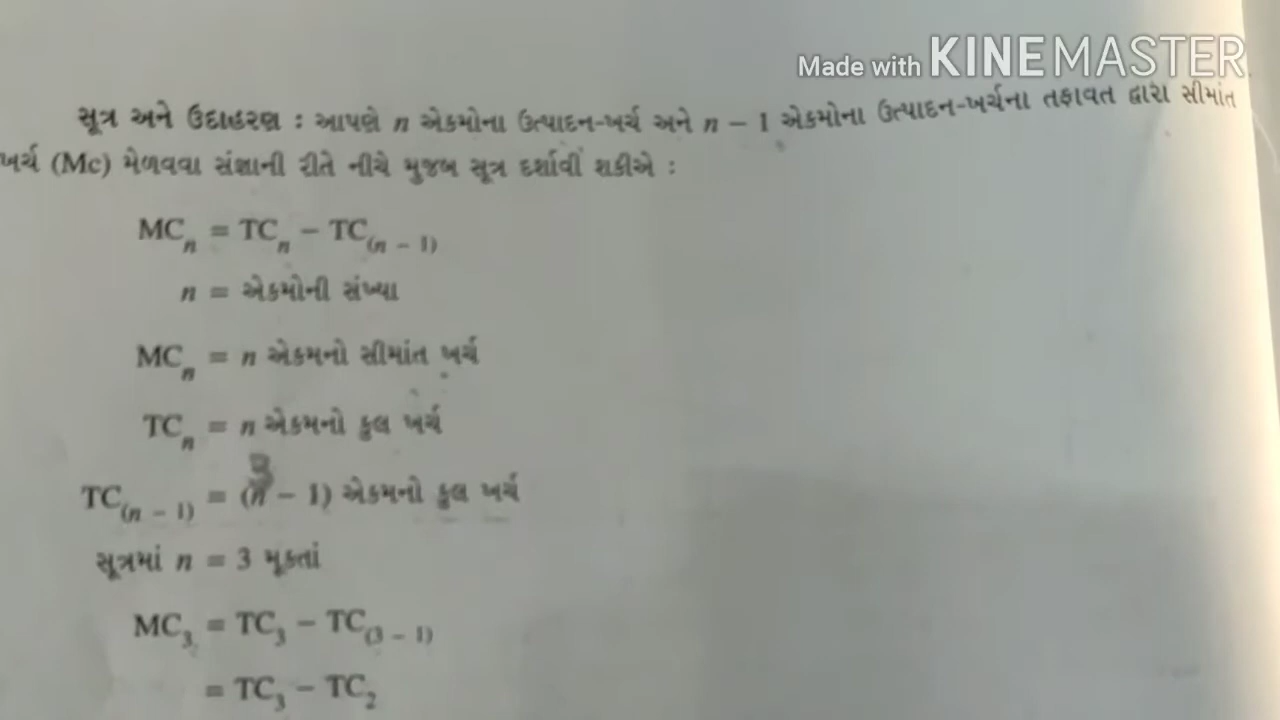 Made with KINEMASTER
સૂત્ર અને ઉદાહરણ : આપણે n એકમોના ઉત્પાદન-ખર્ચ અને n – 1 એકમોના ઉત્પાદન-ખર્ચના તફાવત દ્વારા સીમાંત
ખર્ચ (Mc) મેળવવા સંજ્ઞાની રીતે નીચે મુજબ સૂત્ર દર્શાવી શકીએ :
MCn = TCn – TC(n – 1)
n = એકમોની સંખ્યા
MCn = n એકમનો સીમાંત ખર્ચ
TCn = n એકમનો કુલ ખર્ચ
3
TC(n – 1) = (n – 1) એકમનો કુલ ખર્ચ
સૂત્રમાં n = 3 મૂકતાં
MC3 = TC3 – TC(3 – 1)
= TC3 – TC2